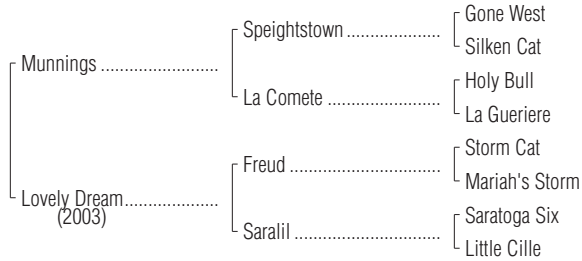 Gone West
Speightstown ....................
Silken Cat
Munnings .........................
Holy Bull
La Comete ........................
La Gueriere
Storm Cat
Freud ................................
Mariah's Storm
Lovely Dream....................
(2003)
Saratoga Six
Saralil ................................
Little Cille